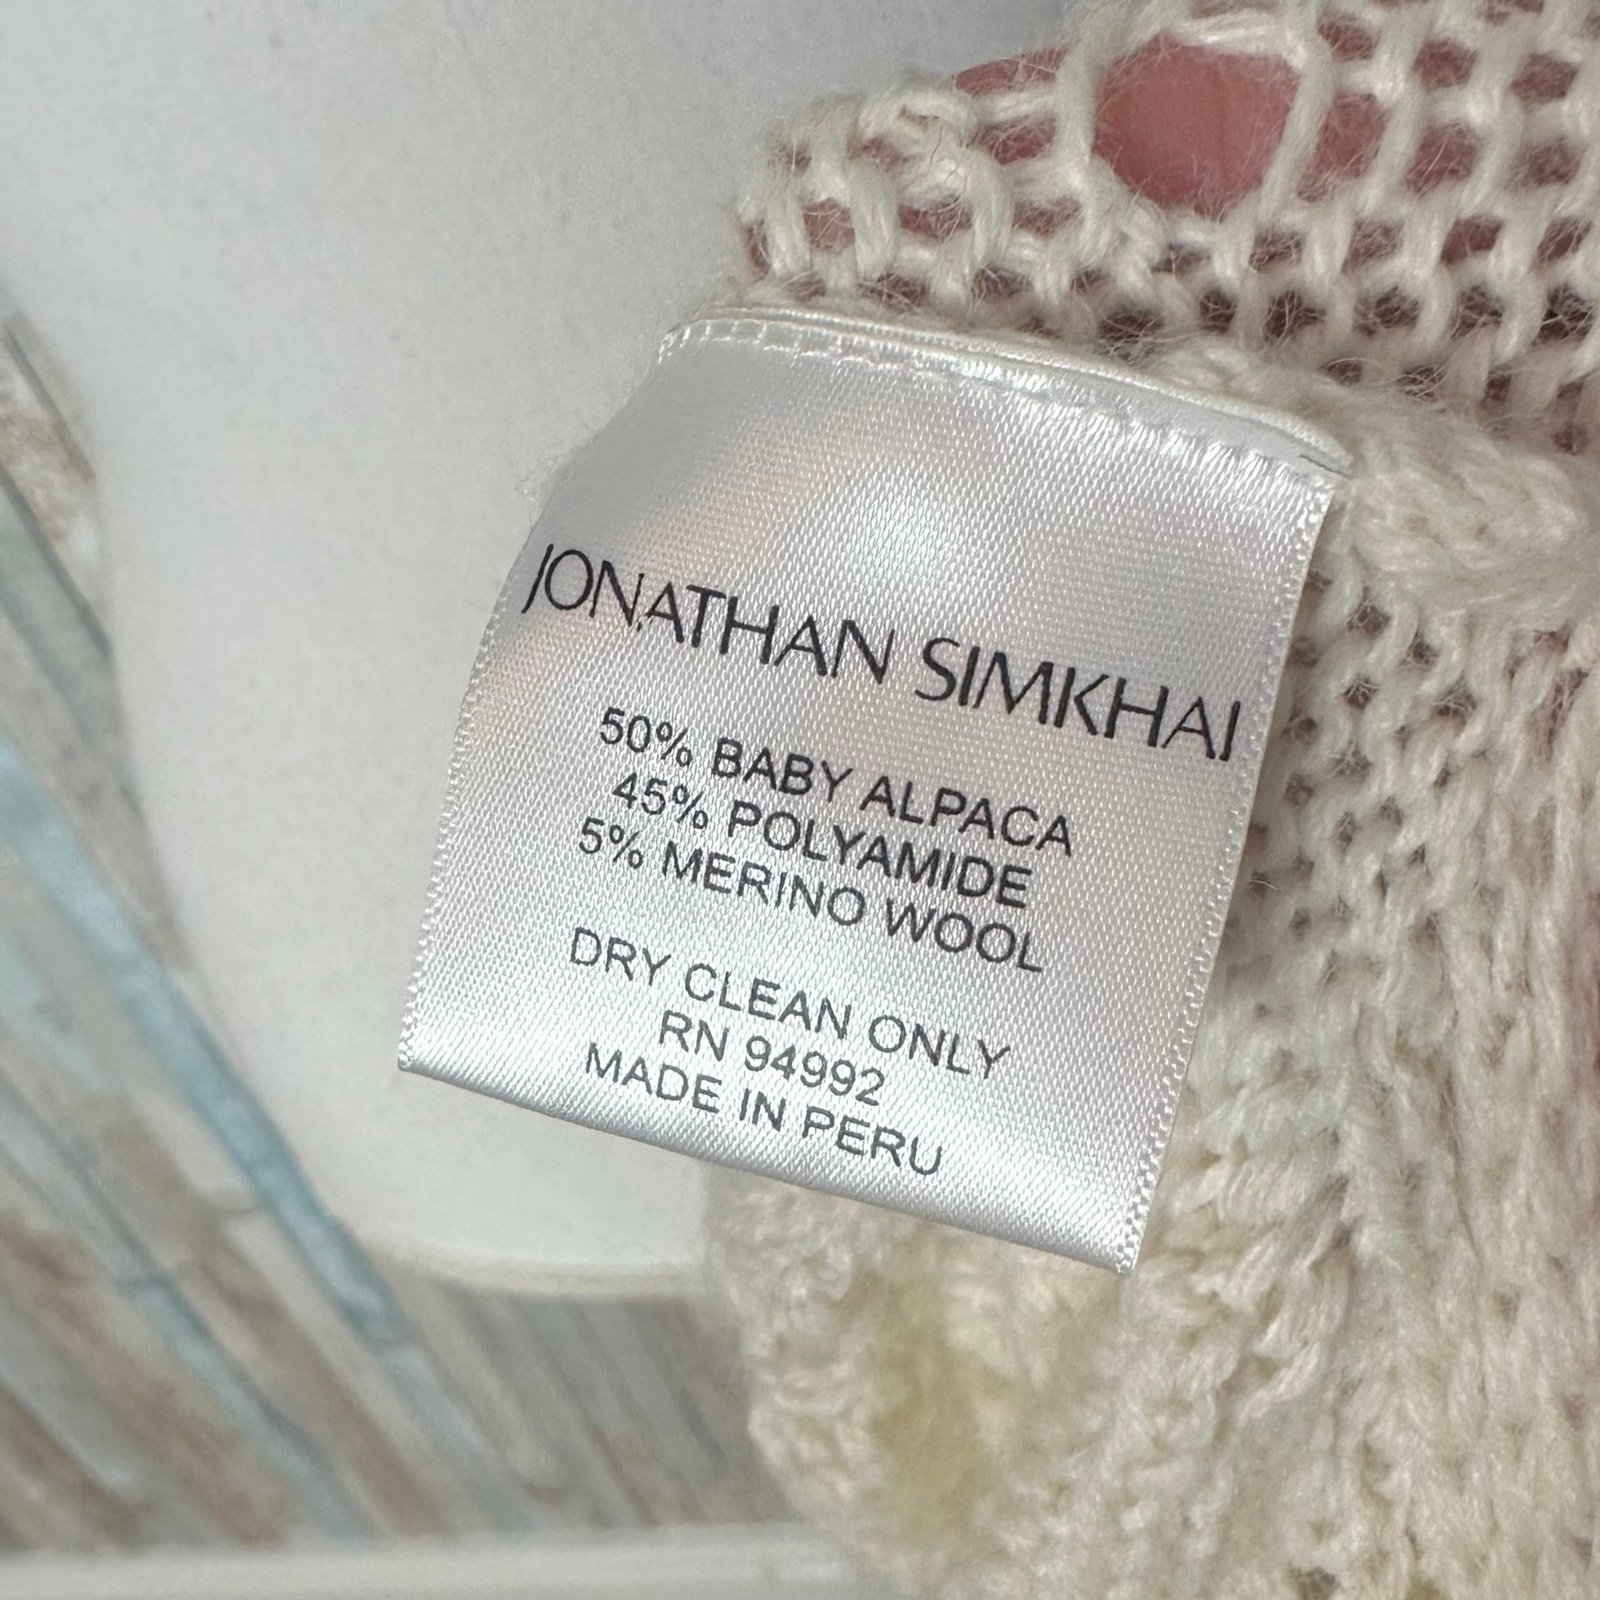 JONATHAN SIMKHAI
50% BABY ALPACA
45% POLYAMIDE
5% MERINO WOOL
DRY CLEAN ONLY
RN 94992
MADE IN PERU